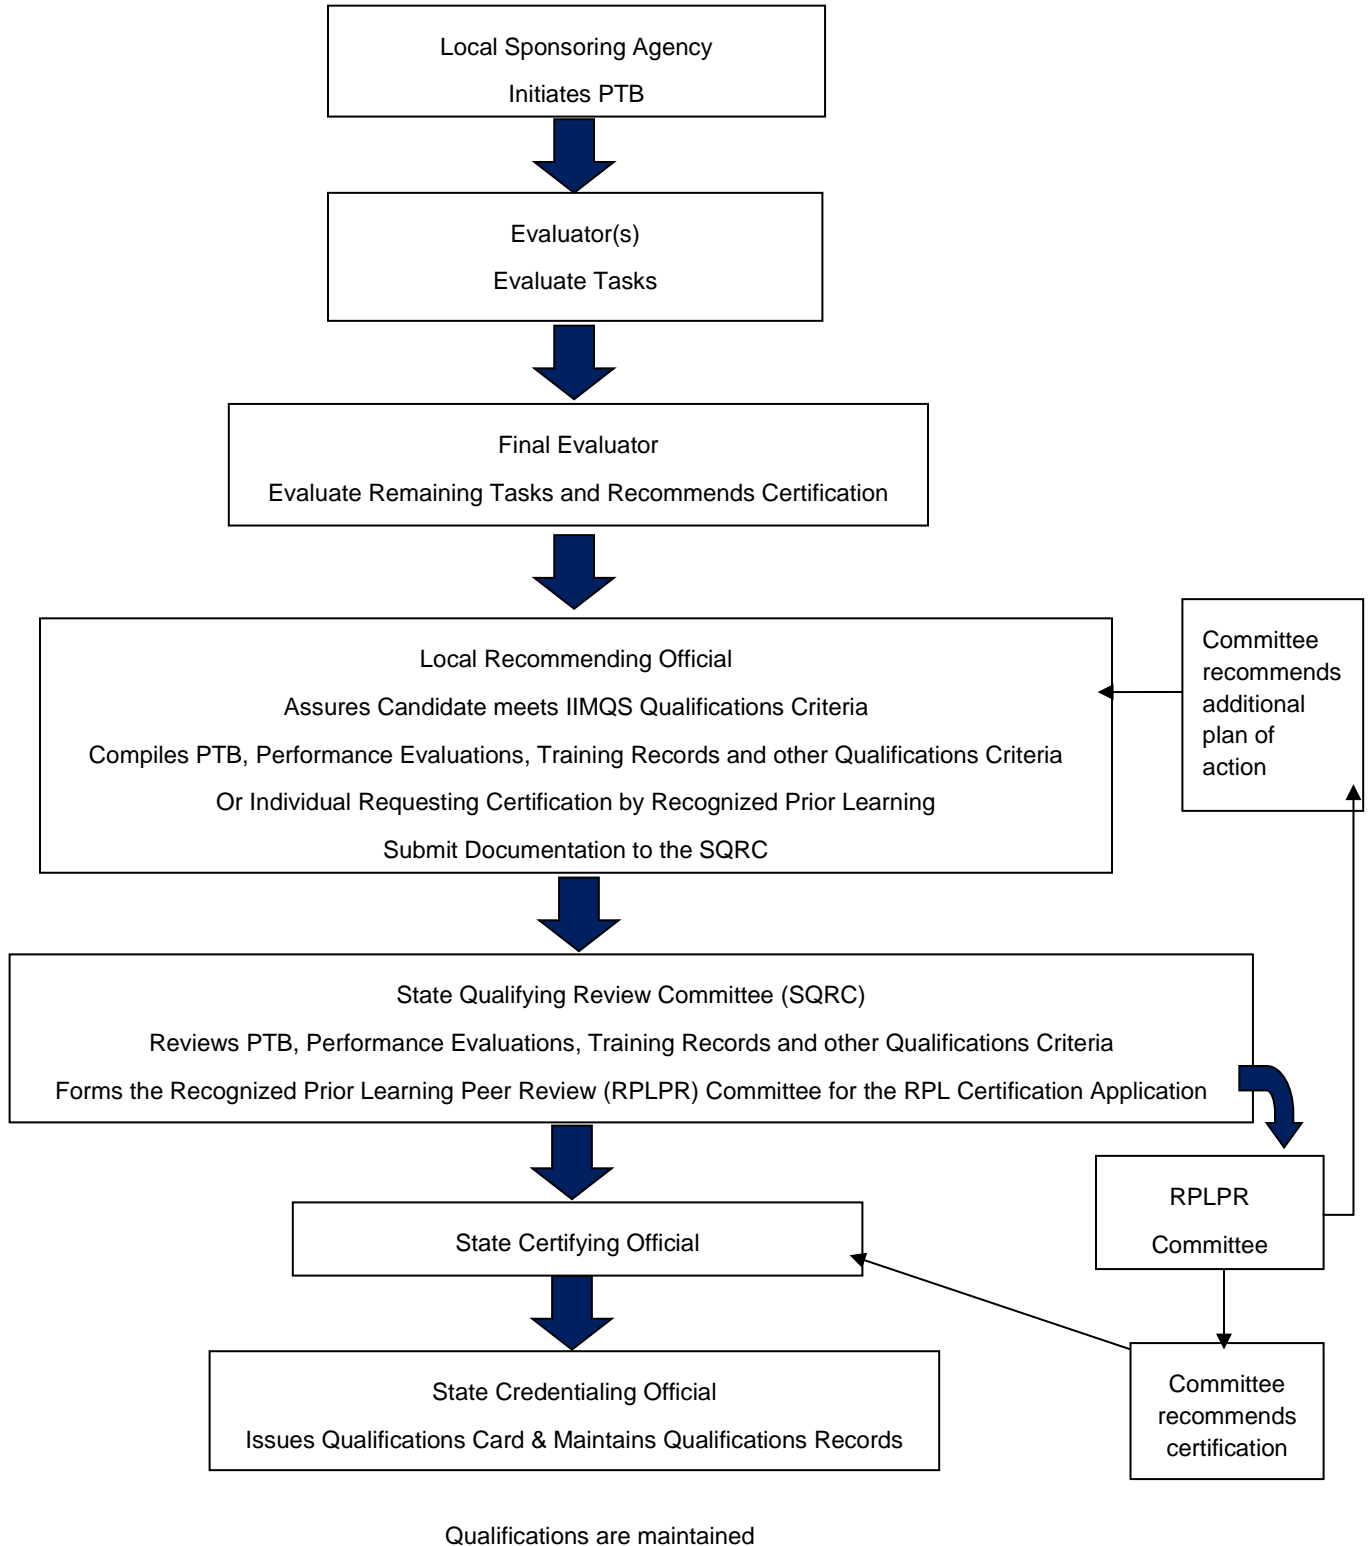 Local Sponsoring Agency
Initiates PTB
Evaluator(s)
Evaluate Tasks
Final Evaluator
Evaluate Remaining Tasks and Recommends Certification
Local Recommending Official
Assures Candidate meets IIMQS Qualifications Criteria
Compiles PTB, Performance Evaluations, Training Records and other Qualifications Criteria
Or Individual Requesting Certification by Recognized Prior Learning
Submit Documentation to the SQRC
Committee
recommends
additional
plan of
action
State Qualifying Review Committee (SQRC)
Reviews PTB, Performance Evaluations, Training Records and other Qualifications Criteria
Forms the Recognized Prior Learning Peer Review (RPLPR) Committee for the RPL Certification Application
RPLPR
Committee
State Certifying Official
Committee
recommends
certification
State Credentialing Official
Issues Qualifications Card & Maintains Qualifications Records
Qualifications are maintained